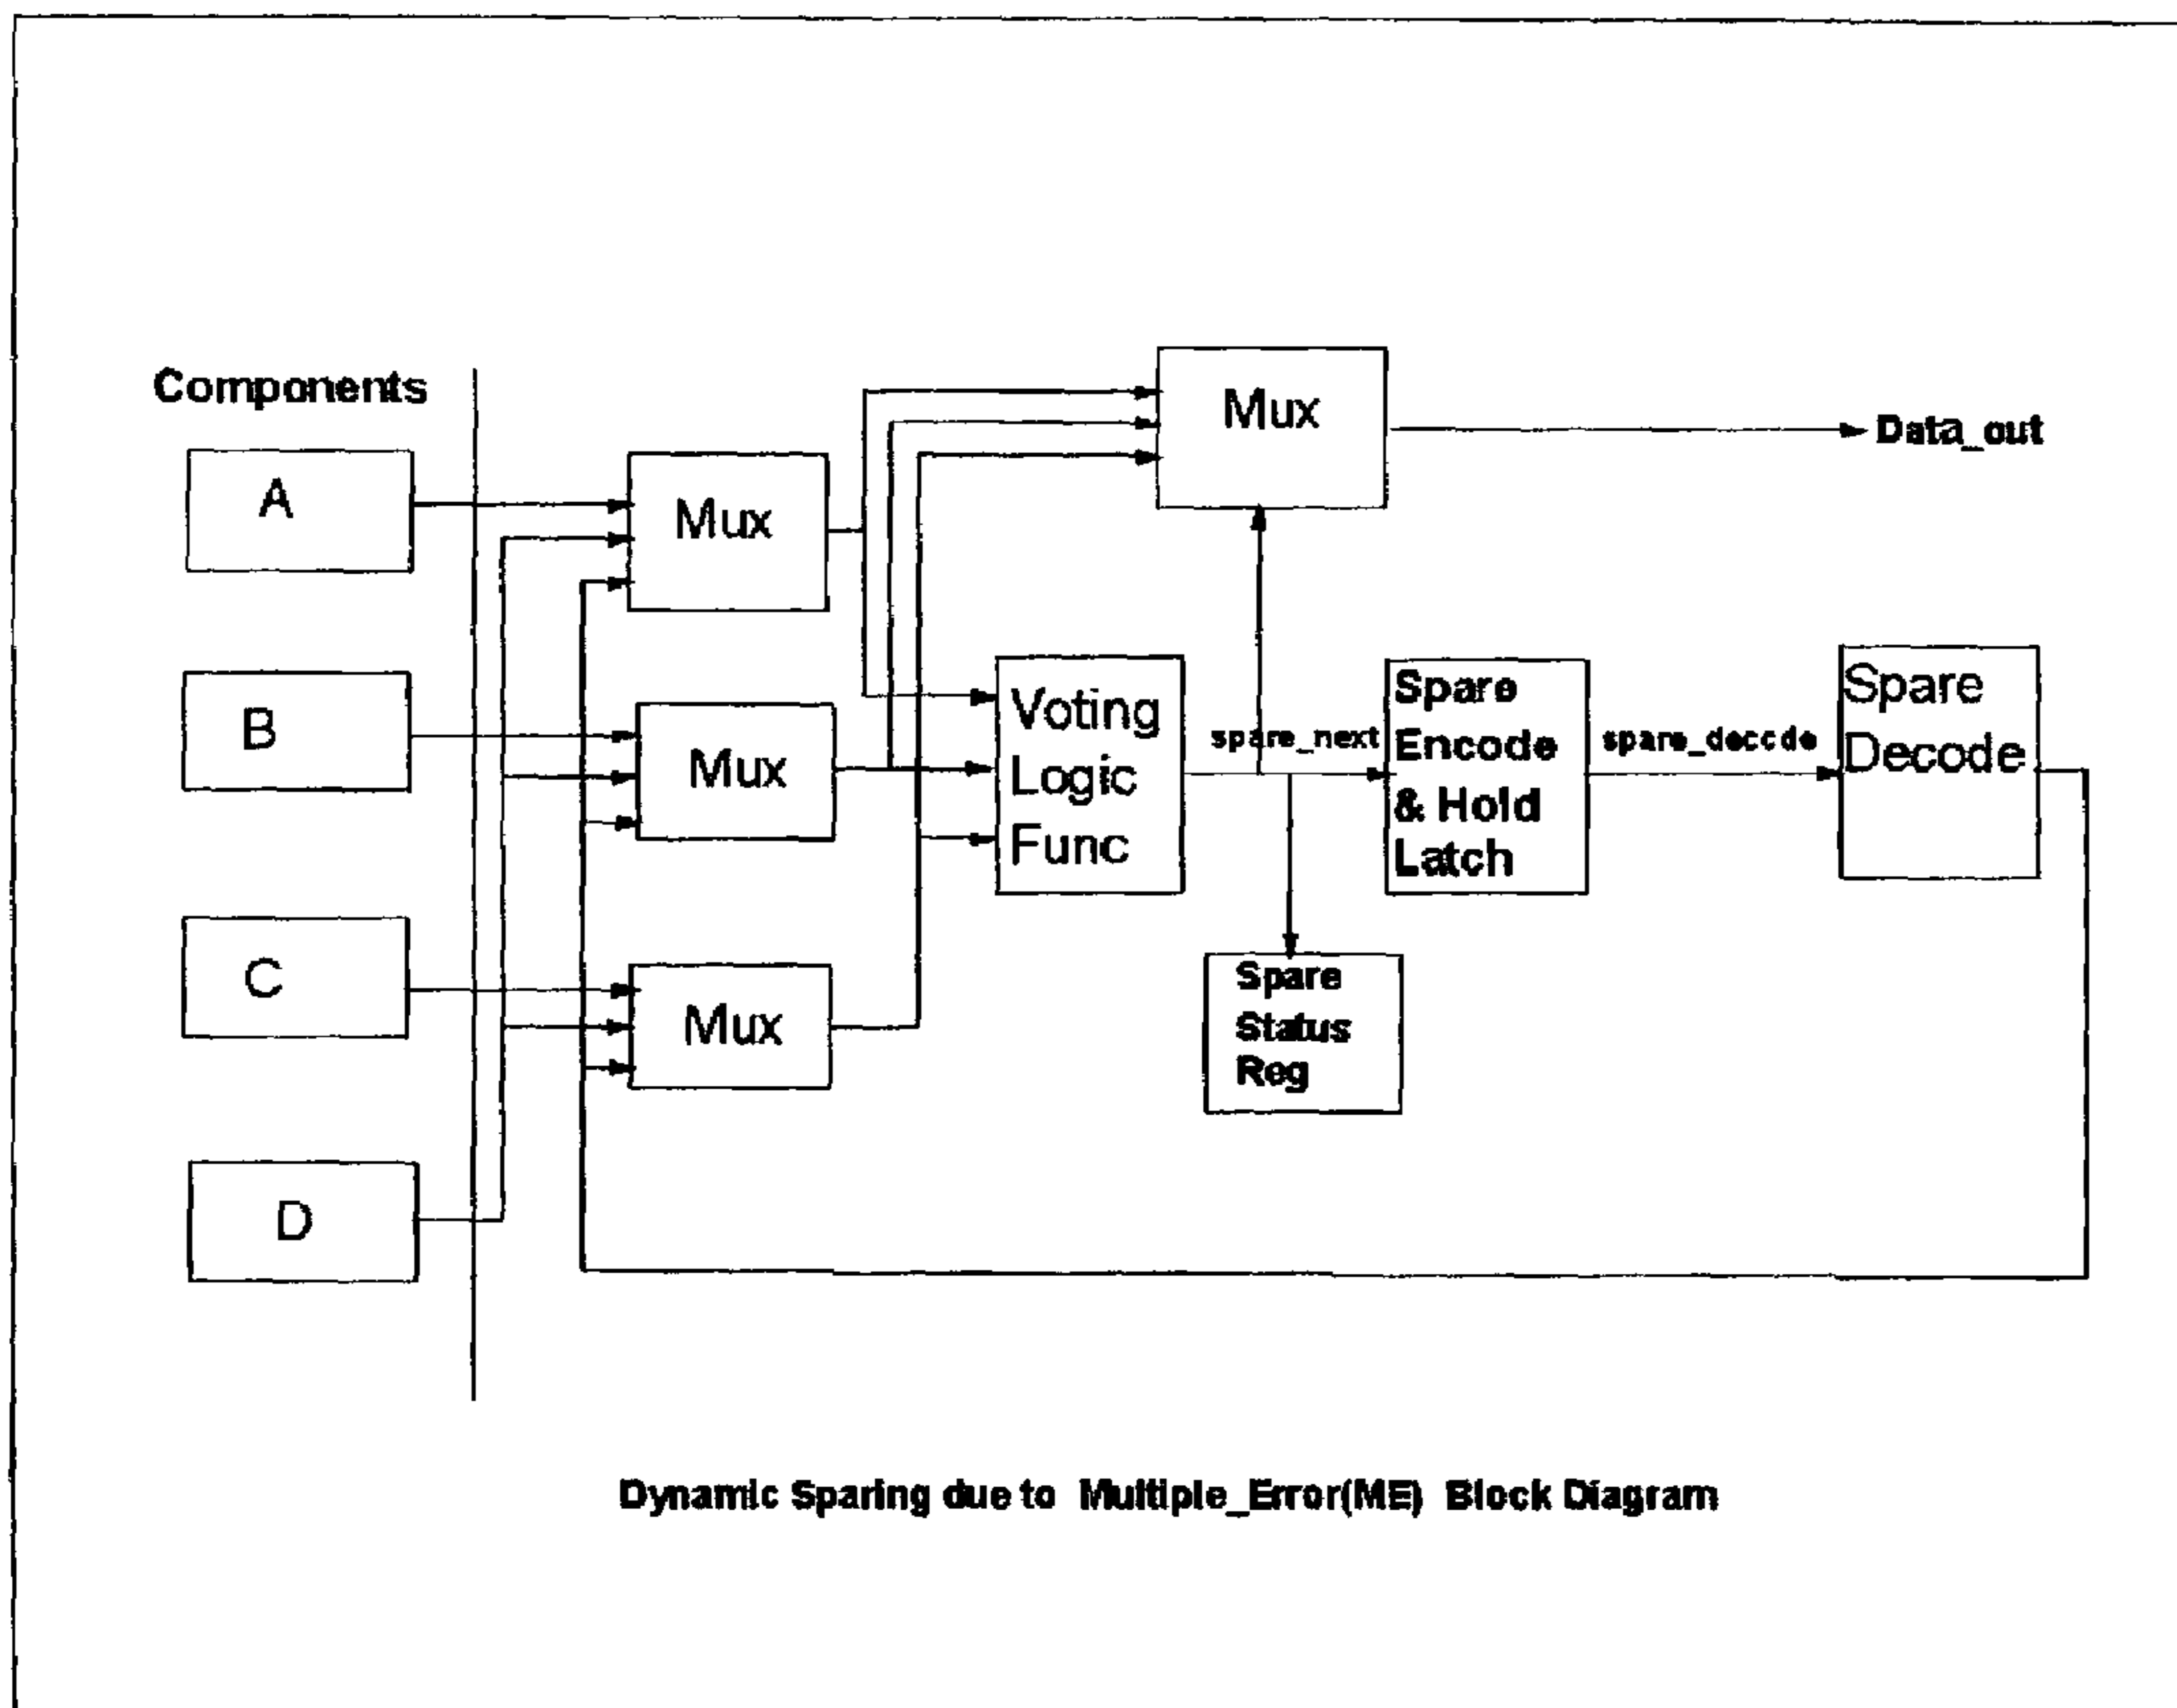 Components
A
B
C
D
Mux
Mux
Mux
Mux
Data_out
Voting
Logic
Func
spare_next
Spare
Encode
& Hold
Latch
spare_decode
Spare
Decode
Spare
Status
Reg
Dynamic Sparing due to Multiple_Error(ME) Block Diagram